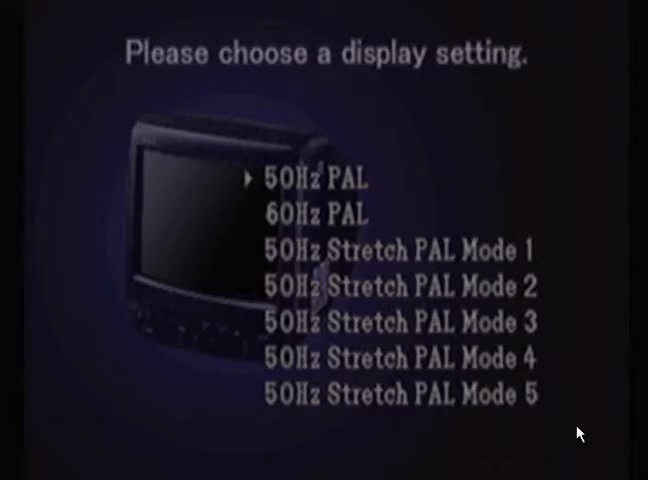 Please choose a display setting.
50Hz PAL
60Hz PAL
50Hz Stretch PAL Mode 1
50Hz Stretch PAL Mode 2
50Hz Stretch PAL Mode 3
50Hz Stretch PAL Mode 4
50Hz Stretch PAL Mode 5